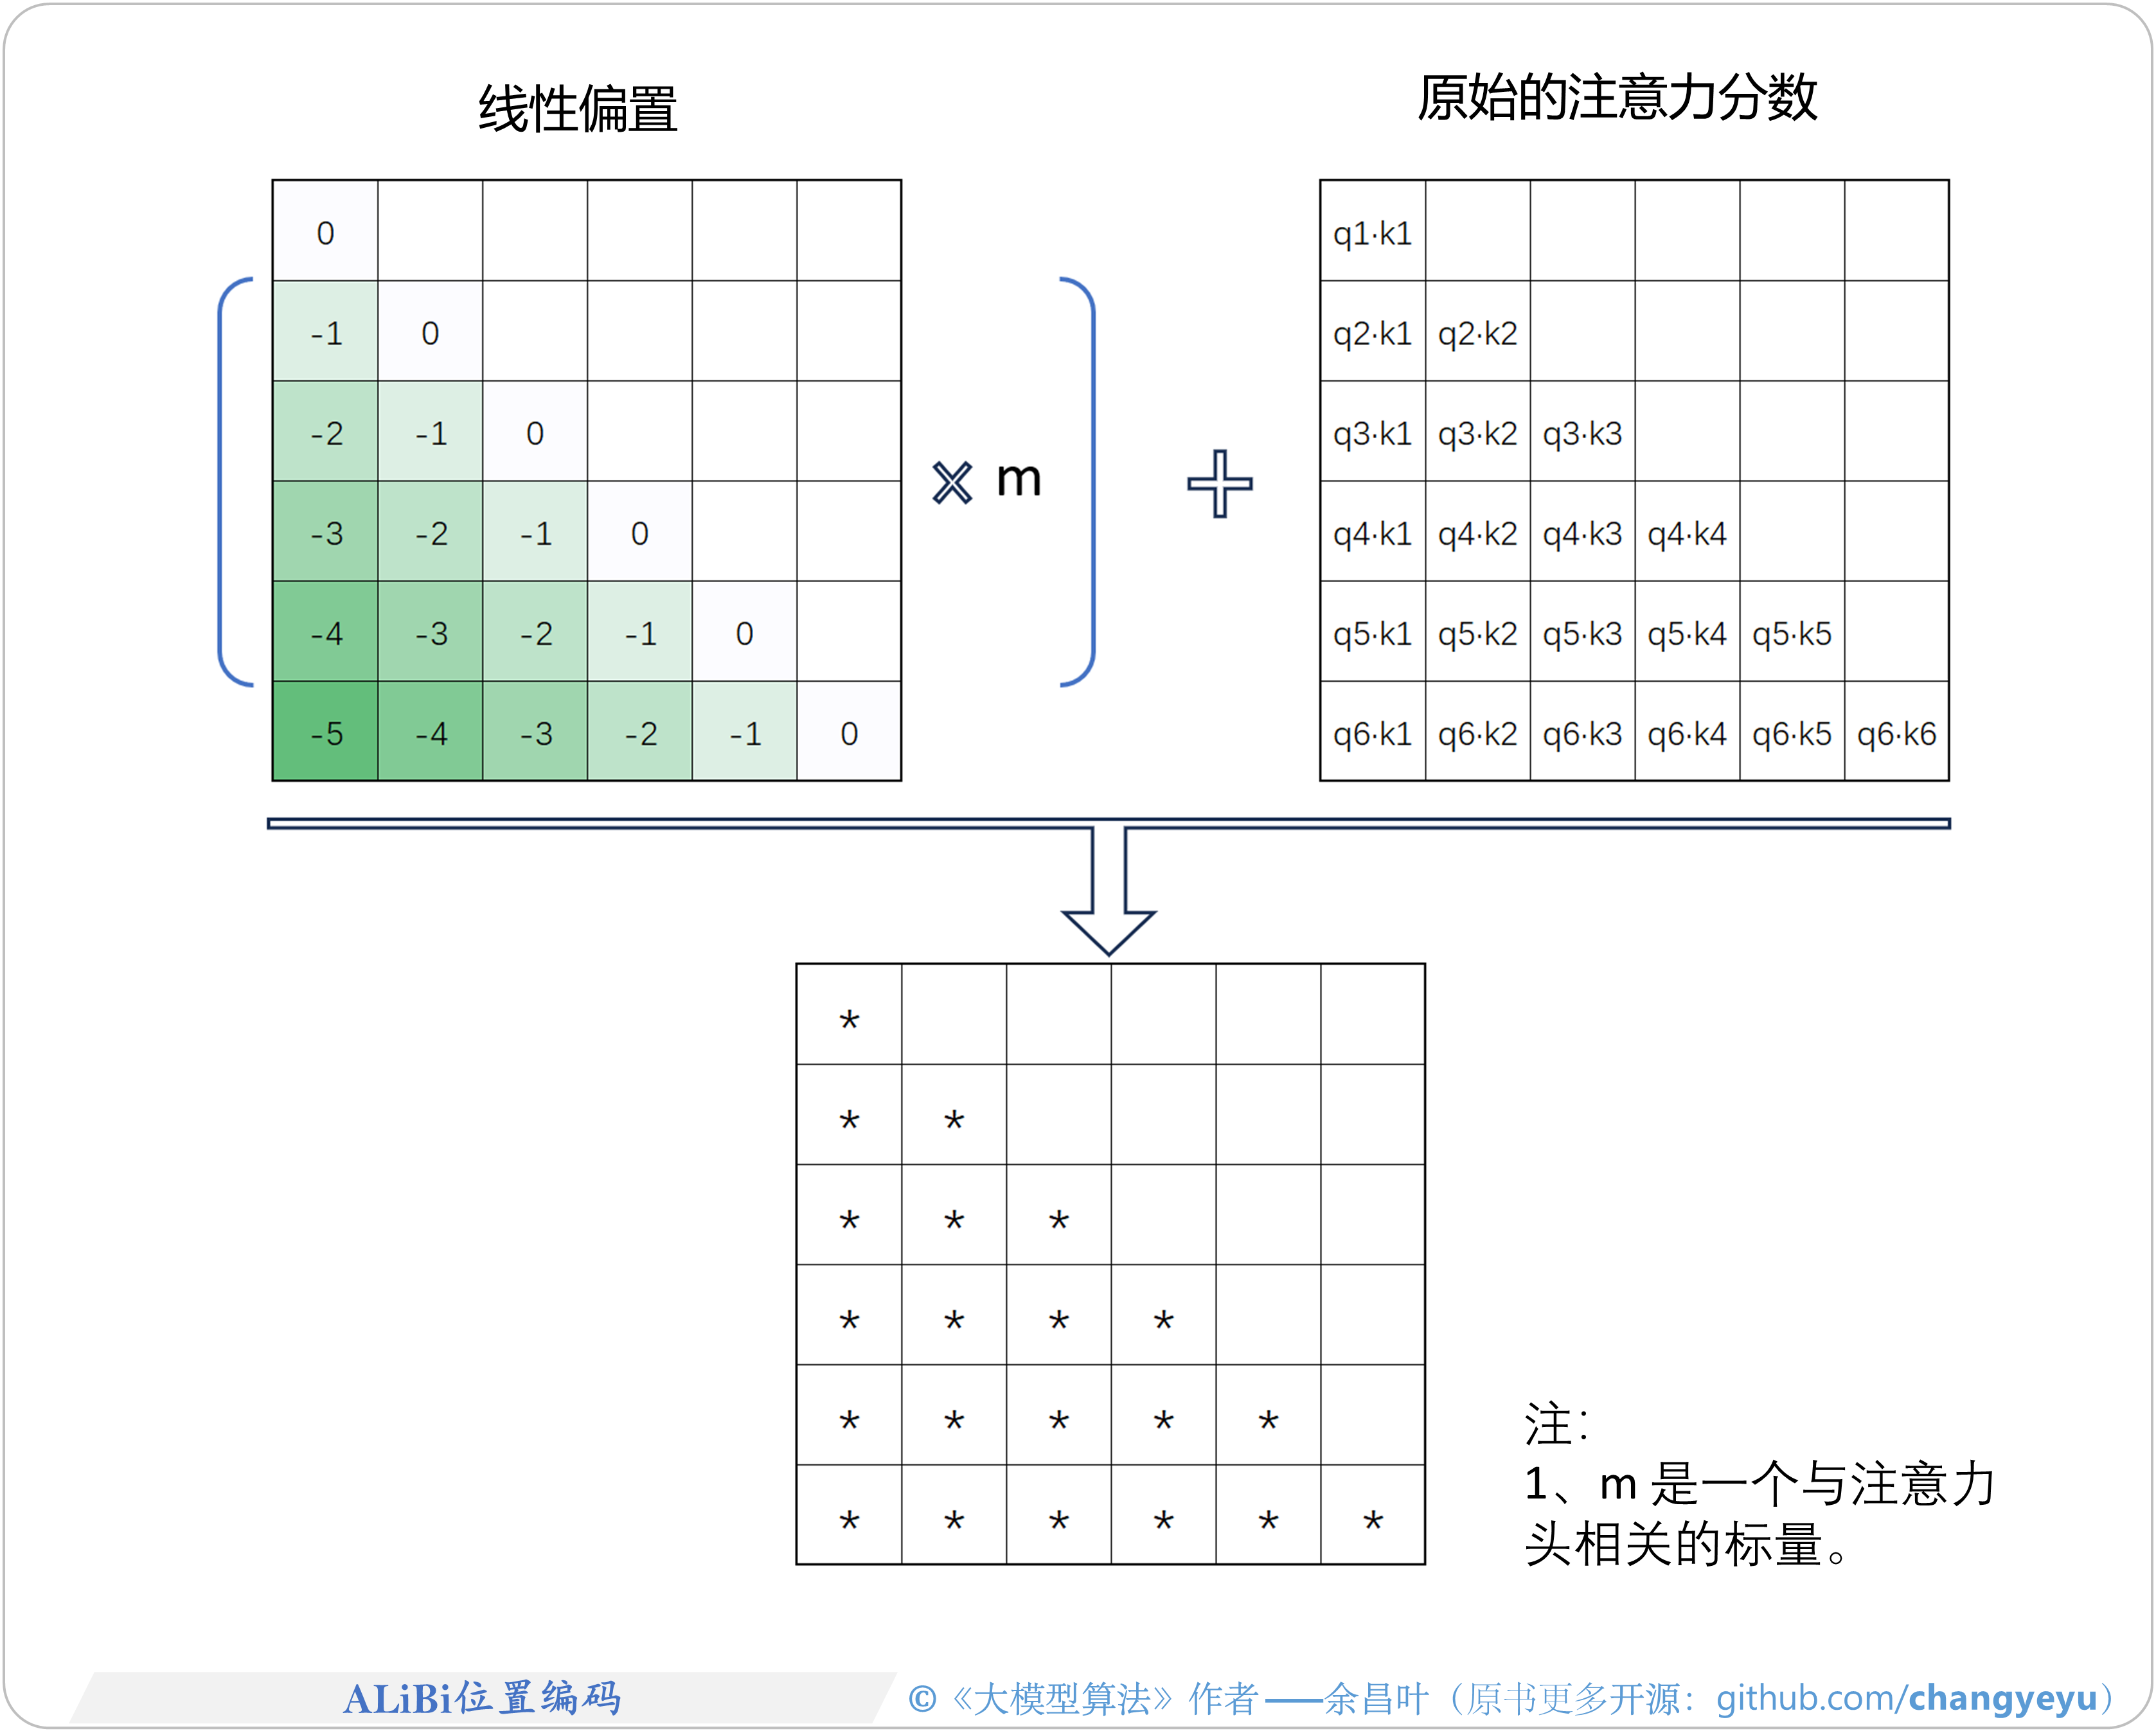 线性偏置
原始的注意力分数
0
-1 0
-2 -1 0
-3 -2 -1 0
-4 -3 -2 -1 0
-5 -4 -3 -2 -1 0
× m
+
q1·k1
q2·k1 q2·k2
q3·k1 q3·k2 q3·k3
q4·k1 q4·k2 q4·k3 q4·k4
q5·k1 q5·k2 q5·k3 q5·k4 q5·k5
q6·k1 q6·k2 q6·k3 q6·k4 q6·k5 q6·k6
*
* *
* * *
* * * *
* * * * *
* * * * * *
注：
1、m 是一个与注意力
头相关的标量。
ALiBi位置编码
©《大模型算法》作者——余昌叶（原书更多开源：github.com/changyeyu）